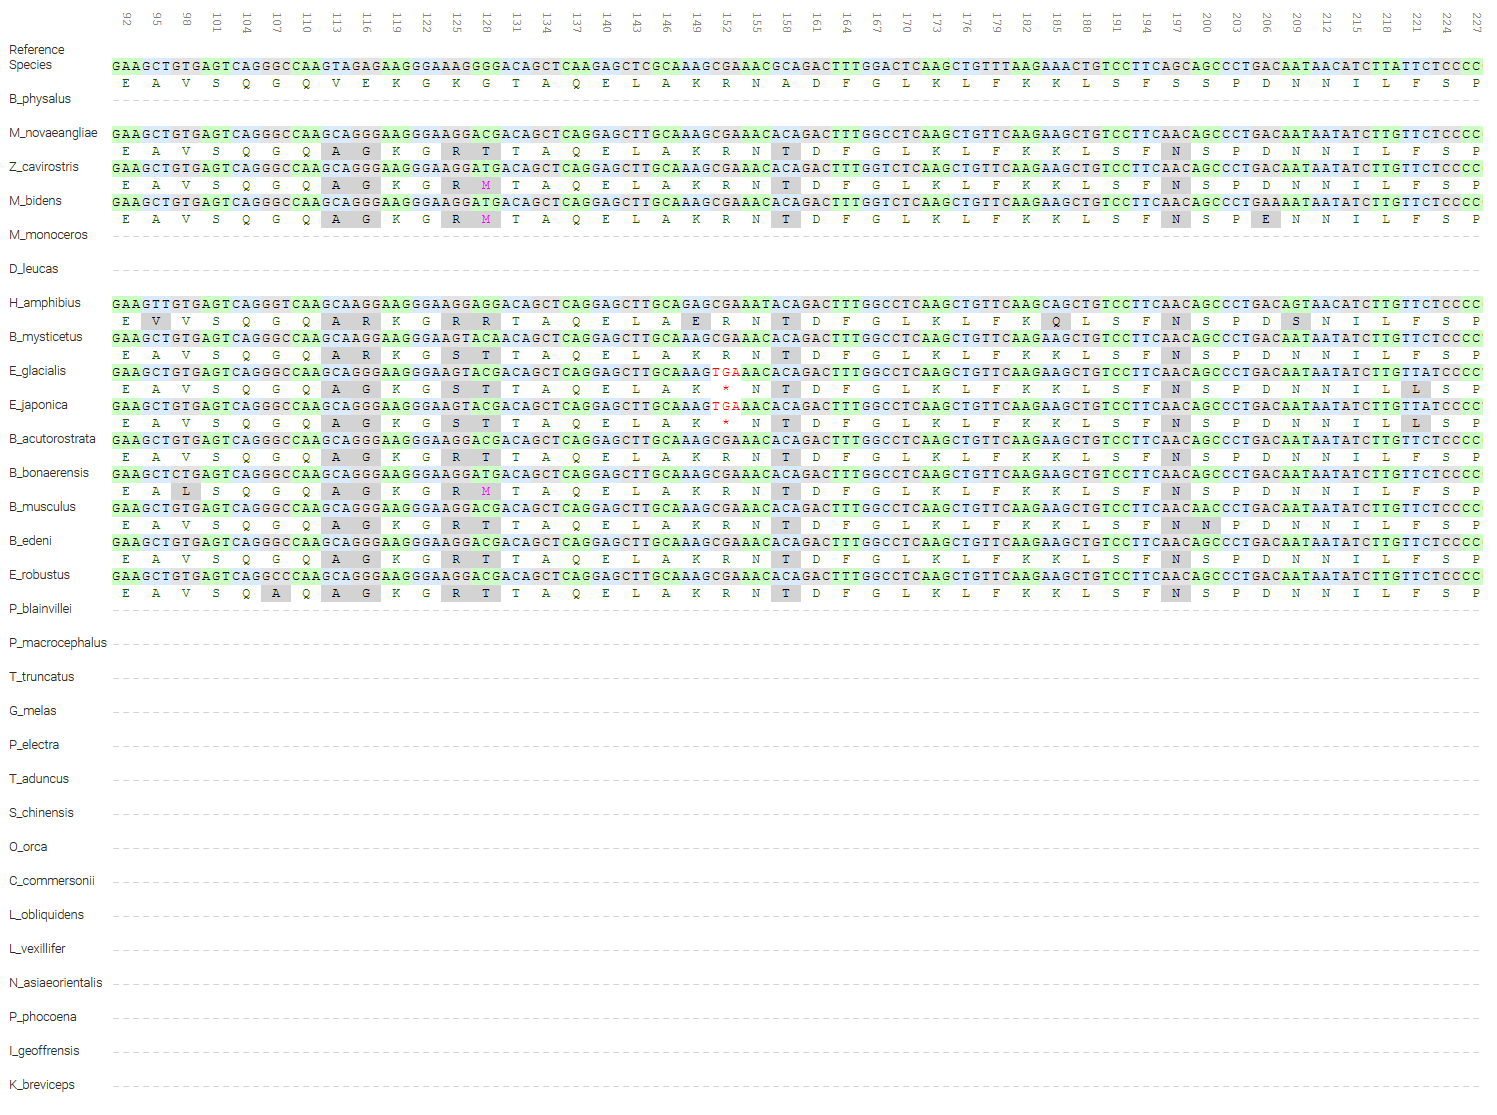 92 95 98 101 104 107 110 113 116 119 122 125 128 131 134 137 140 143 146 149 152 155 158 161 164 167 170 173 176 179 182 185 188 191 194 197 200 203 206 209 212 215 218 221 224 227
Reference
Species GAAGCTGTGAGTCAGGGCCAAGTAGAGAAGGGAAAGGGGACAGCTCAAGAGCTCGCAAAGCGAAACGCAGACTTTGGACTCAAGCTGTTTAAGAAACTGTCCTTCAGCAGCCCTGACAATAACATCTTATTCTCCCC
E A V S Q G Q V E K G K G T A Q E L A K R N A D F G L K L F K K L S F S S P D N N I L F S P
B_physalus
M_novaeangliae GAAGCTGTGAGTCAGGGCCAAGCAGGGAAGGGAAGGACGACAGCTCAGGAGCTTGCAAAGCGAAACACAGACTTTGGCCTCAAGCTGTTCAAGAAGCTGTCCTTCAACAGCCCTGACAATAATATCTTGTTCTCCCC
E A V S Q G Q A G K G R T T A Q E L A K R N T D F G L K L F K K L S F N S P D N N I L F S P
Z_cavirostris GAAGCTGTGAGTCAGGGCCAAGCAGGGAAGGGAAGGATGACAGCTCAGGAGCTTGCAAAGCGAAACACAGACTTTGGTCTCAAGCTGTTCAAGAAGCTGTCCTTCAACAGCCCTGACAATAATATCTTGTTCTCCCC
E A V S Q G Q A G K G R M T A Q E L A K R N T D F G L K L F K K L S F N S P D N N I L F S P
M_bidens GAAGCTGTGAGTCAGGGCCAAGCAGGGAAGGGAAGGATGACAGCTCAGGAGCTTGCAAAGCGAAACACAGACTTTGGTCTCAAGCTGTTCAAGAAGCTGTCCTTCAACAGCCCTGAAAATAATATCTTGTTCTCCCC
E A V S Q G Q A G K G R M T A Q E L A K R N T D F G L K L F K K L S F N S P E N N I L F S P
M_monoceros
D_leucas
H_amphibius GAAGTTGTGAGTCAGGGTCAAGCAAGGAAGGGAAGGAGGACAGCTCAGGAGCTTGCAGAGCGAAATACAGACTTTGGCCTCAAGCTGTTCAAGCAGCTGTCCTTCAACAGCCCTGACAGTAACATCTTGTTCTCCCC
E V V S Q G Q A R K G R R T A Q E L A E R N T D F G L K L F K Q L S F N S P D S N I L F S P
B_mysticetus GAAGCTGTGAGTCAGGGCCAAGCAAGGAAGGGAAGTACAACAGCTCAGGAGCTTGCAAAGCGAAACACAGACTTTGGCCTCAAGCTGTTCAAGAAGCTGTCCTTCAACAGCCCTGACAATAATATCTTGTTCTCCCC
E A V S Q G Q A R K G S T T A Q E L A K R N T D F G L K L F K K L S F N S P D N N I L F S P
E_glacialis GAAGCTGTGAGTCAGGGCCAAGCAGGGAAGGGAAGTACGACAGCTCAGGAGCTTGCAAAGTGAAACACAGACTTTGGCCTCAAGCTGTTCAAGAAGCTGTCCTTCAACAGCCCTGACAATAATATCTTGTTATCCCC
E A V S Q G Q A G K G S T T A Q E L A K * N T D F G L K L F K K L S F N S P D N N I L L S P
E_japonica GAAGCTGTGAGTCAGGGCCAAGCAGGGAAGGGAAGTACGACAGCTCAGGAGCTTGCAAAGTGAAACACAGACTTTGGCCTCAAGCTGTTCAAGAAGCTGTCCTTCAACAGCCCTGACAATAATATCTTGTTATCCCC
E A V S Q G Q A G K G S T T A Q E L A K * N T D F G L K L F K K L S F N S P D N N I L L S P
B_acutorostrata GAAGCTGTGAGTCAGGGCCAAGCAGGGAAGGGAAGGACGACAGCTCAGGAGCTTGCAAAGCGAAACACAGACTTTGGCCTCAAGCTGTTCAAGAAGCTGTCCTTCAACAGCCCTGACAATAATATCTTGTTCTCCCC
E A V S Q G Q A G K G R T T A Q E L A K R N T D F G L K L F K K L S F N S P D N N I L F S P
B_bonaerensis GAAGCTCTGAGTCAGGGCCAAGCAGGGAAGGGAAGGATGACAGCTCAGGAGCTTGCAAAGCGAAACACAGACTTTGGCCTCAAGCTGTTCAAGAAGCTGTCCTTCAACAGCCCTGACAATAATATCTTGTTCTCCCC
E A L S Q G Q A G K G R M T A Q E L A K R N T D F G L K L F K K L S F N S P D N N I L F S P
B_musculus GAAGCTGTGAGTCAGGGCCAAGCAGGGAAGGGAAGGACGACAGCTCAGGAGCTTGCAAAGCGAAACACAGACTTTGGCCTCAAGCTGTTCAAGAAGCTGTCCTTCAACAACCCTGACAATAATATCTTGTTCTCCCC
E A V S Q G Q A G K G R T T A Q E L A K R N T D F G L K L F K K L S F N N P D N N I L F S P
B_edeni GAAGCTGTGAGTCAGGGCCAAGCAGGGAAGGGAAGGACGACAGCTCAGGAGCTTGCAAAGCGAAACACAGACTTTGGCCTCAAGCTGTTCAAGAAGCTGTCCTTCAACAGCCCTGACAATAATATCTTGTTCTCCCC
E A V S Q G Q A G K G R T T A Q E L A K R N T D F G L K L F K K L S F N S P D N N I L F S P
E_robustus GAAGCTGTGAGTCAGGCCCAAGCAGGGAAGGGAAGGACGACAGCTCAGGAGCTTGCAAAGCGAAACACAGACTTTGGCCTCAAGCTGTTCAAGAAGCTGTCCTTCAACAGCCCTGACAATAATATCTTGTTCTCCCC
E A V S Q A Q A G K G R T T A Q E L A K R N T D F G L K L F K K L S F N S P D N N I L F S P
P_blainvillei
P_macrocephalus
T_truncatus
G_melas
P_electra
T_aduncus
S_chinensis
O_orca
C_commersonii
L_obliquidens
L_vexillifer
N_asiaeorientalis
P_phocoena
I_geoffrensis
K_breviceps